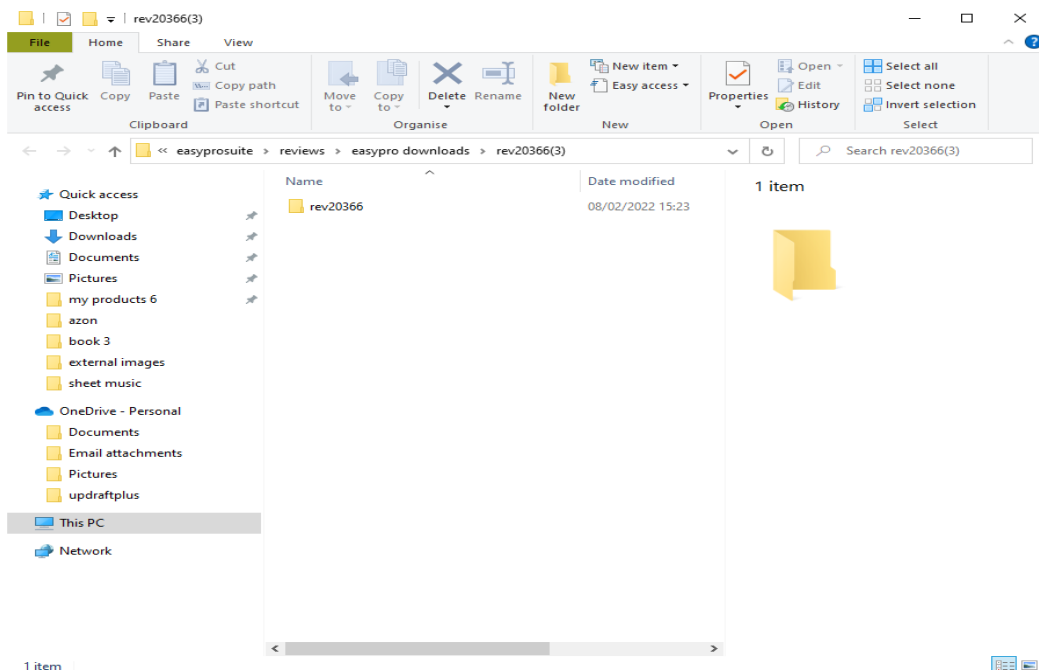 rev20366(3)
File Home Share View
Pin to Quick access Copy Paste Cut Copy path Paste shortcut Move to Copy to Delete Rename New folder New item Easy access Properties Open Edit History Select all Select none Invert selection
Clipboard Organise New Open Select
« easyprosuite > reviews > easypro downloads > rev20366(3) Search rev20366(3)
Name Date modified
rev20366 08/02/2022 15:23
1 item
Quick access
Desktop
Downloads
Documents
Pictures
my products 6
azon
book 3
external images
sheet music
OneDrive - Personal
Documents
Email attachments
Pictures
updraftplus
This PC
Network
1 item